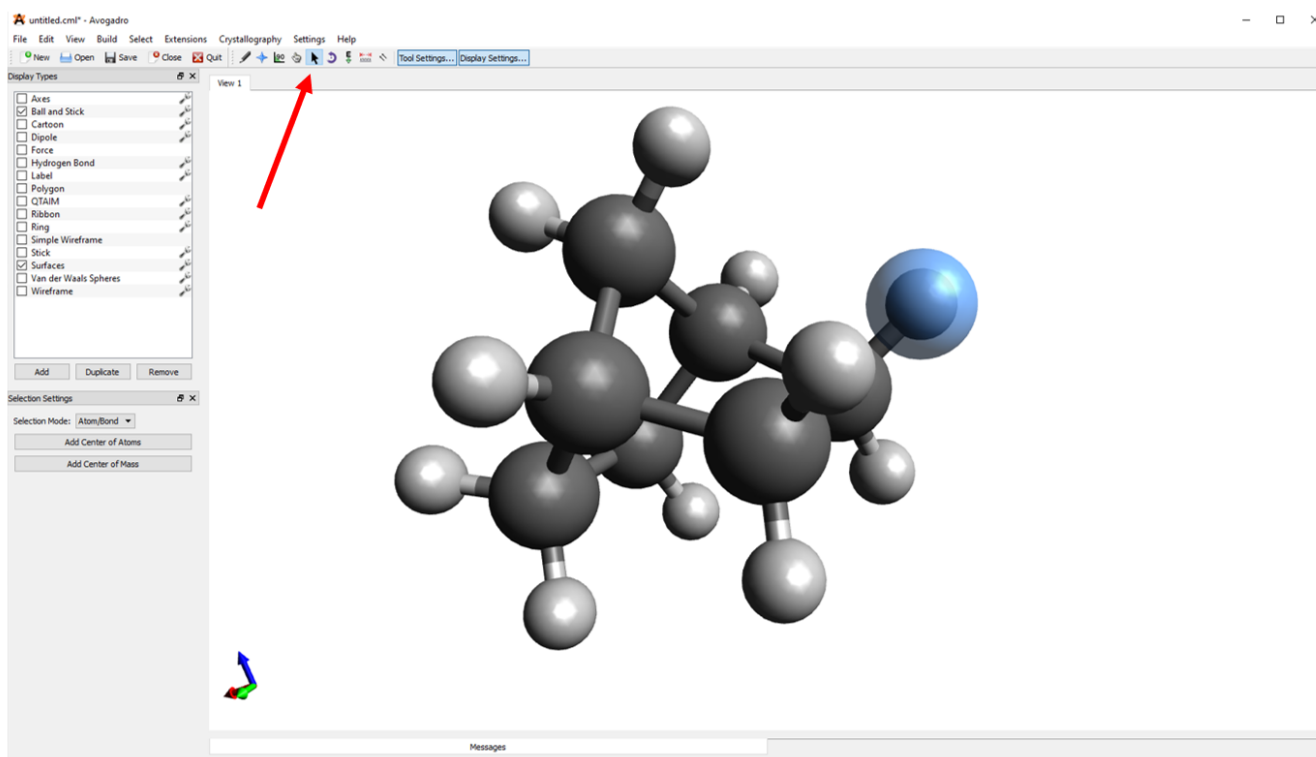 untitled.cml* - Avogadro
File Edit View Build Select Extensions Crystallography Settings Help
New Open Save Close Quit Tool Settings... Display Settings...
Display Types
View 1
Axes
Ball and Stick
Cartoon
Dipole
Force
Hydrogen Bond
Label
Polygon
QTAIM
Ribbon
Ring
Simple Wireframe
Stick
Surfaces
Van der Waals Spheres
Wireframe
Add Duplicate Remove
Selection Settings
Selection Mode: Atom/Bond
Add Center of Atoms
Add Center of Mass
Messages